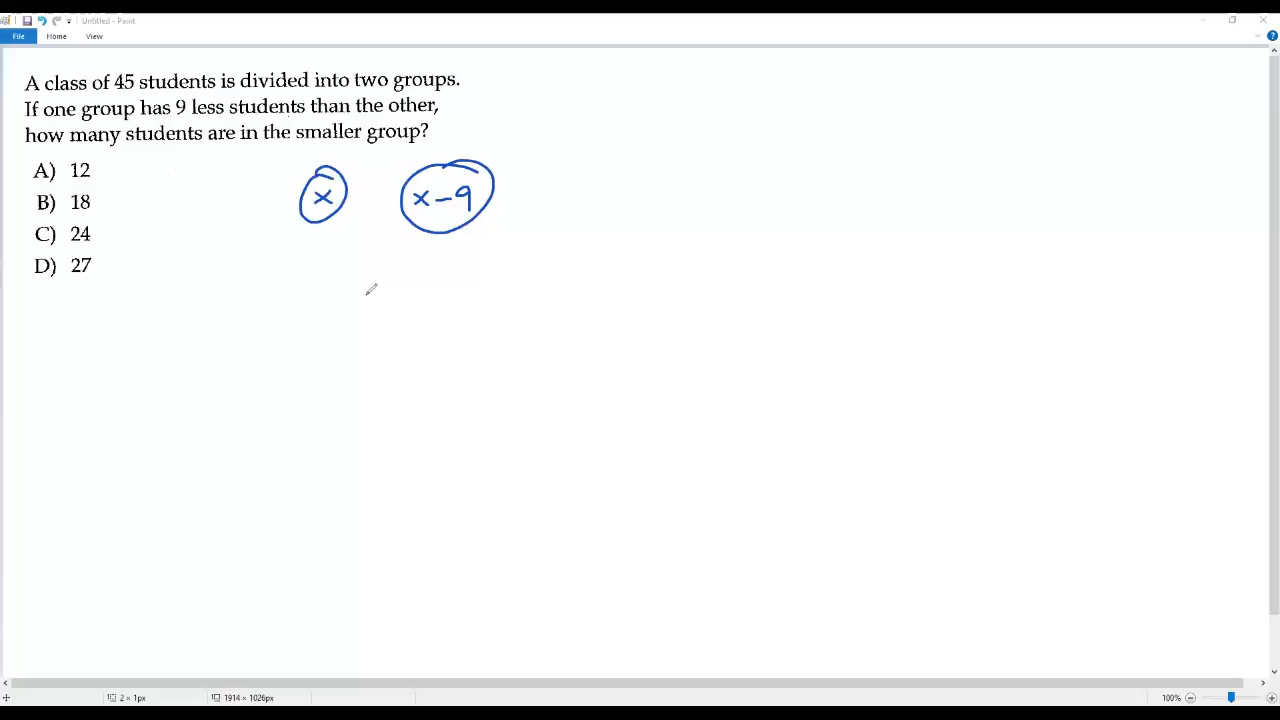 Untitled - Paint
File Home View
A class of 45 students is divided into two groups.
If one group has 9 less students than the other,
how many students are in the smaller group?
A) 12
B) 18
C) 24
D) 27
x x-9
2 × 1px 1914 × 1026px 100%